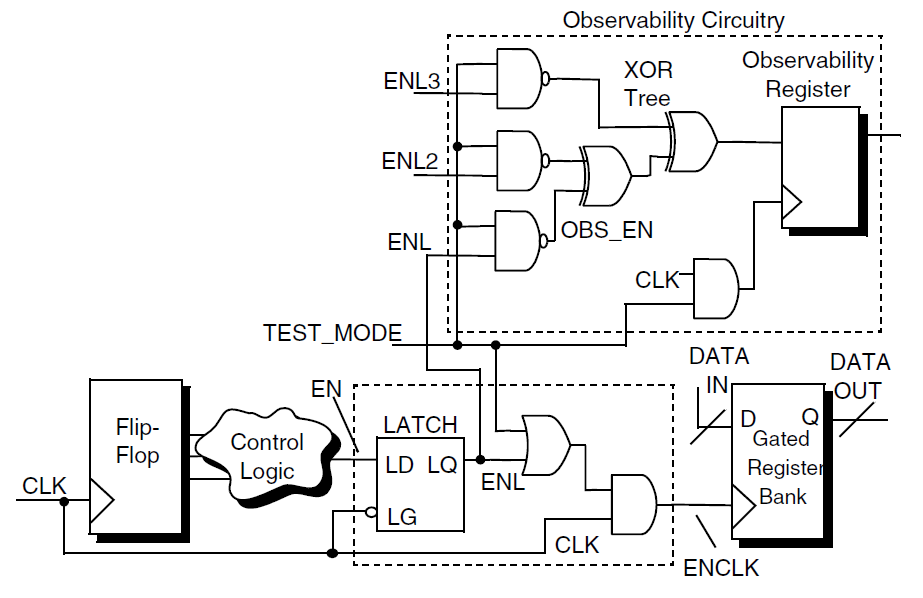 Observability Circuitry
Observability
Register
XOR
Tree
ENL3
ENL2
ENL
OBS_EN
CLK
TEST_MODE
DATA
IN
DATA
OUT
EN
LATCH
Flip-
Flop
Control
Logic
LD LQ
LG
ENL
D Q
Gated
Register
Bank
CLK
CLK
ENCLK